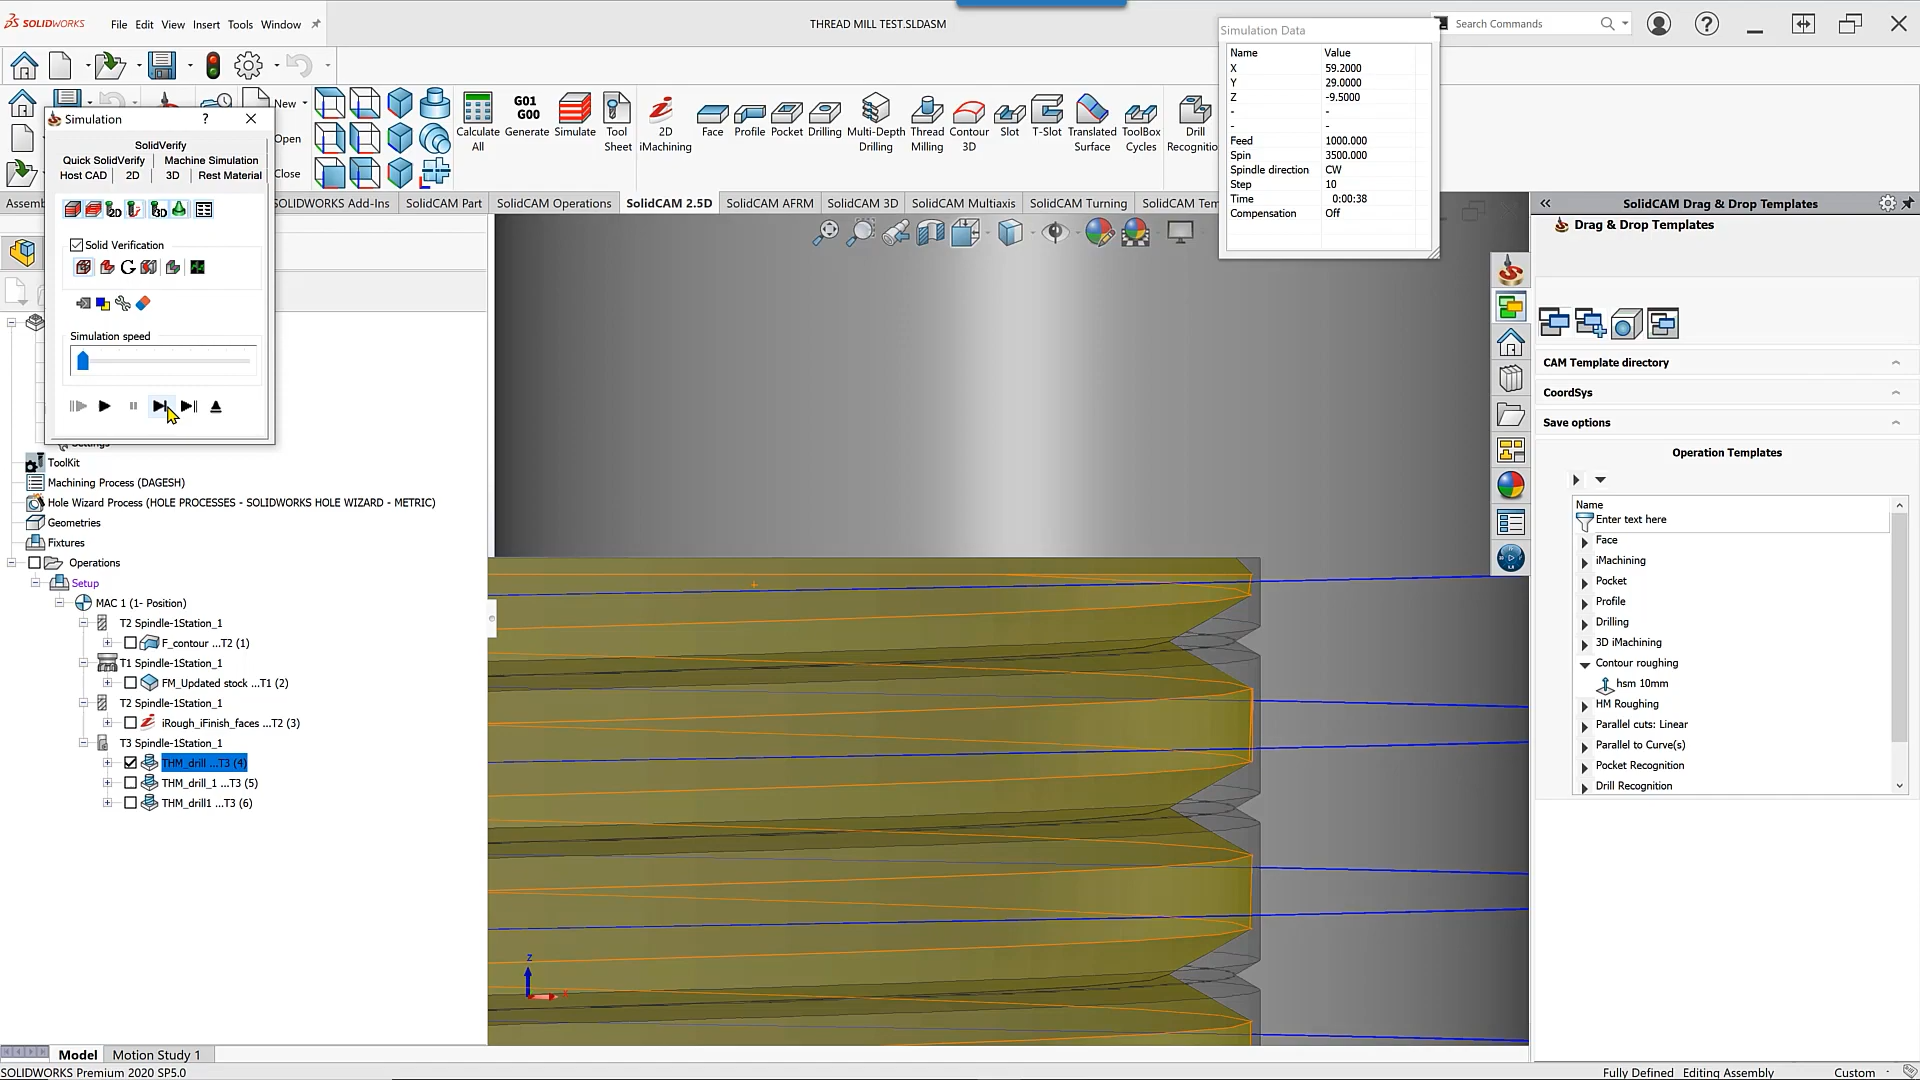 SOLIDWORKS File Edit View Insert Tools Window
THREAD MILL TEST.SLDASM
Search Commands
Simulation Data
Name Value
X 59.2000
Y 29.0000
Z -9.5000
- -
- -
Feed 1000.000
Spin 3500.000
Spindle direction CW
Step 10
Time 0:00:38
Compensation Off
New
Open
Close
G01
G00
Calculate All
Generate
Simulate
Tool Sheet
2D iMachining
Face
Profile
Pocket
Drilling
Multi-Depth Drilling
Thread Milling
Contour 3D
Slot
T-Slot
Translated Surface
ToolBox Cycles
Drill Recognitio
Assemb
SOLIDWORKS Add-Ins
SolidCAM Part
SolidCAM Operations
SolidCAM 2.5D
SolidCAM AFRM
SolidCAM 3D
SolidCAM Multiaxis
SolidCAM Turning
SolidCAM Tem
Simulation ?
SolidVerify
Quick SolidVerify Machine Simulation
Host CAD 2D 3D Rest Material
2D
3D
Solid Verification
Simulation speed
Settings
ToolKit
Machining Process (DAGESH)
Hole Wizard Process (HOLE PROCESSES - SOLIDWORKS HOLE WIZARD - METRIC)
Geometries
Fixtures
Operations
Setup
MAC 1 (1- Position)
T2 Spindle-1Station_1
F_contour ...T2 (1)
T1 Spindle-1Station_1
FM_Updated stock ...T1 (2)
T2 Spindle-1Station_1
iRough_iFinish_faces ...T2 (3)
T3 Spindle-1Station_1
THM_drill ...T3 (4)
THM_drill_1 ...T3 (5)
THM_drill1 ...T3 (6)
z
x
SolidCAM Drag & Drop Templates
Drag & Drop Templates
CAM Template directory
CoordSys
Save options
Operation Templates
Name
Enter text here
Face
iMachining
Pocket
Profile
Drilling
3D iMachining
Contour roughing
hsm 10mm
HM Roughing
Parallel cuts: Linear
Parallel to Curve(s)
Pocket Recognition
Drill Recognition
Model Motion Study 1
SOLIDWORKS Premium 2020 SP5.0
Fully Defined Editing Assembly Custom